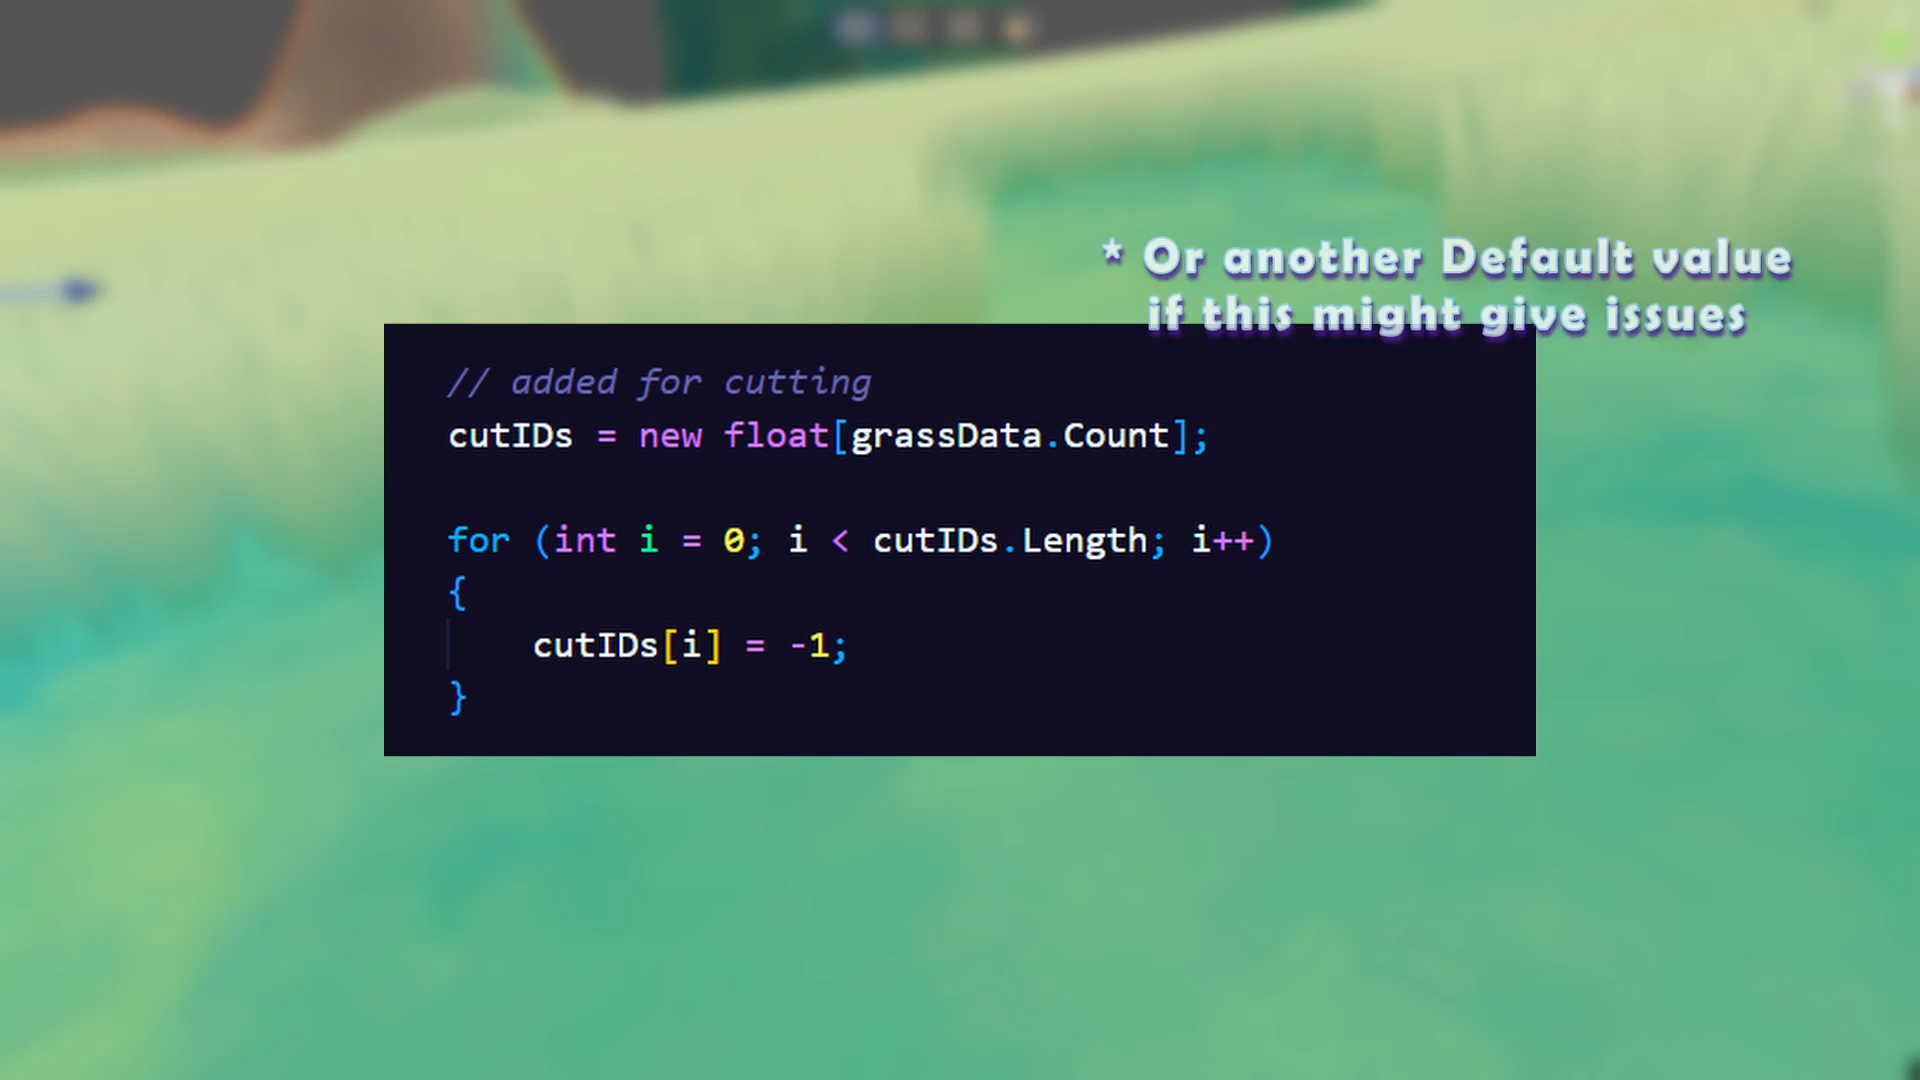 * Or another Default value
if this might give issues
// added for cutting
cutIDs = new float[grassData.Count];
for (int i = 0; i < cutIDs.Length; i++)
{
cutIDs[i] = -1;
}